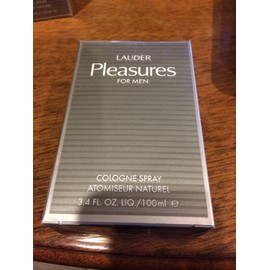 LAUDER
Pleasures
FOR MEN
COLOGNE SPRAY
ATOMISEUR NATUREL
3.4 FL. OZ. LIQ./100ml ℮